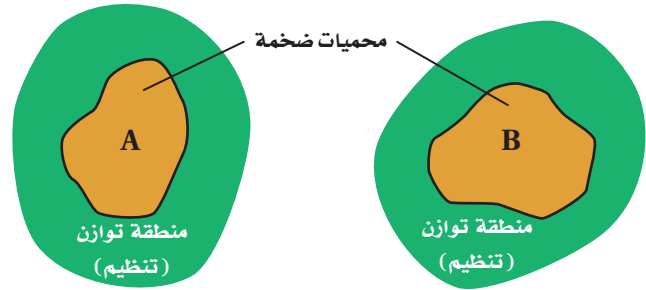 محميات ضخمة
A
B
منطقة توازن
(تنظيم)
منطقة توازن
(تنظيم)